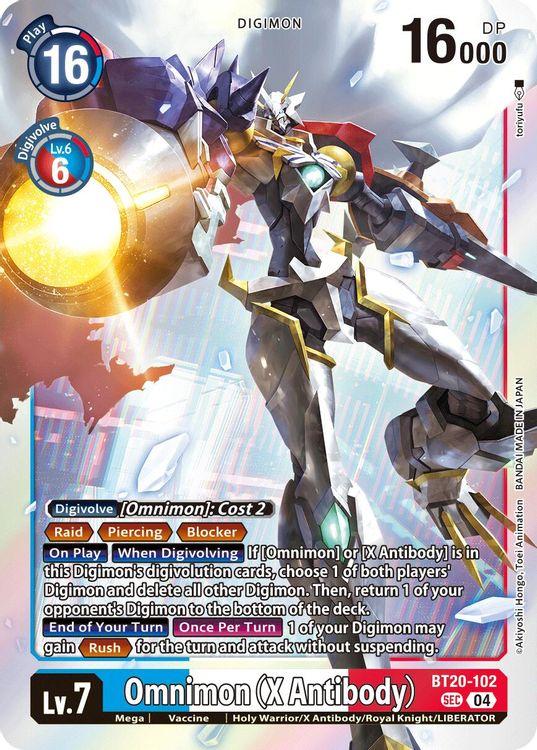 DIGIMON
Play
16
16000
DP
toriyufu
Digivolve
Lv.6
6
©Akiyoshi Hongo, Toei Animation BANDAI MADE IN JAPAN
Digivolve [Omnimon]: Cost 2
Raid Piercing Blocker
On Play When Digivolving If [Omnimon] or [X Antibody] is in
this Digimon's digivolution cards, choose 1 of both players'
Digimon and delete all other Digimon. Then, return 1 of your
opponent's Digimon to the bottom of the deck.
End of Your Turn Once Per Turn 1 of your Digimon may
gain Rush for the turn and attack without suspending.
Lv.7
Omnimon (X Antibody)
BT20-102
SEC 04
Mega | Vaccine | Holy Warrior/X Antibody/Royal Knight/LIBERATOR